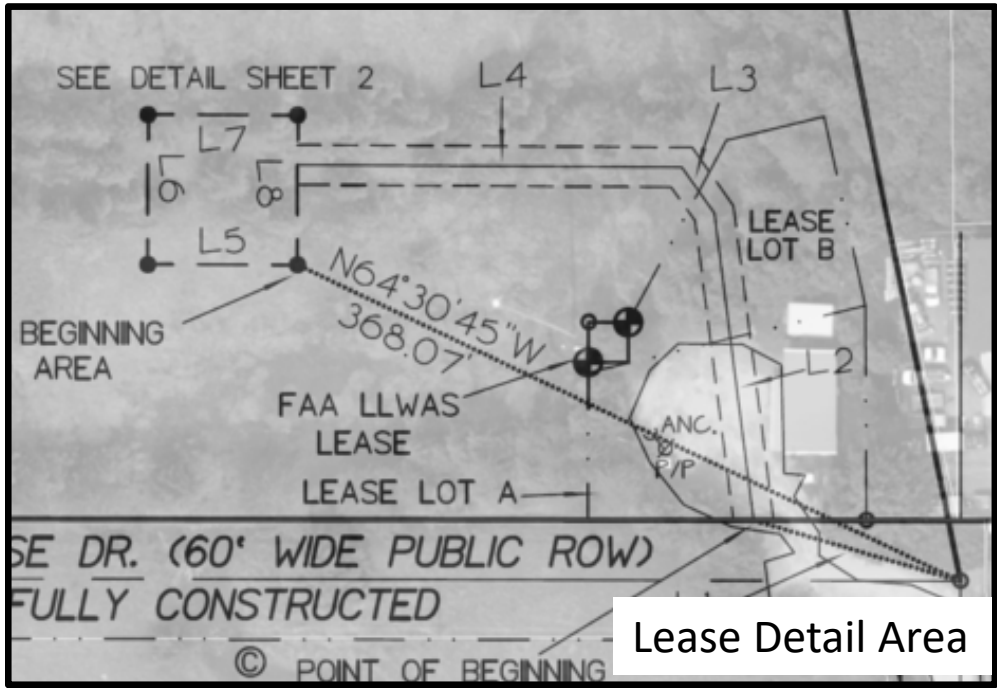 SEE DETAIL SHEET 2
L4
L3
L7
L6
L8
L5
LEASE
LOT B
N64°30'45"W
368.07'
BEGINNING
AREA
L2
FAA LLWAS
LEASE
ANC.
P/P
LEASE LOT A
SE DR. (60' WIDE PUBLIC ROW)
FULLY CONSTRUCTED
© POINT OF BEGINNING
Lease Detail Area